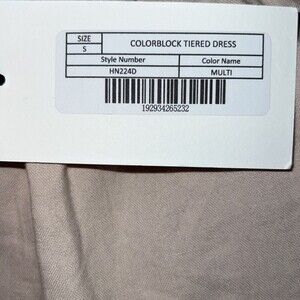 SIZE COLORBLOCK TIERED DRESS
S
Style Number Color Name
HN224D MULTI
192934265232